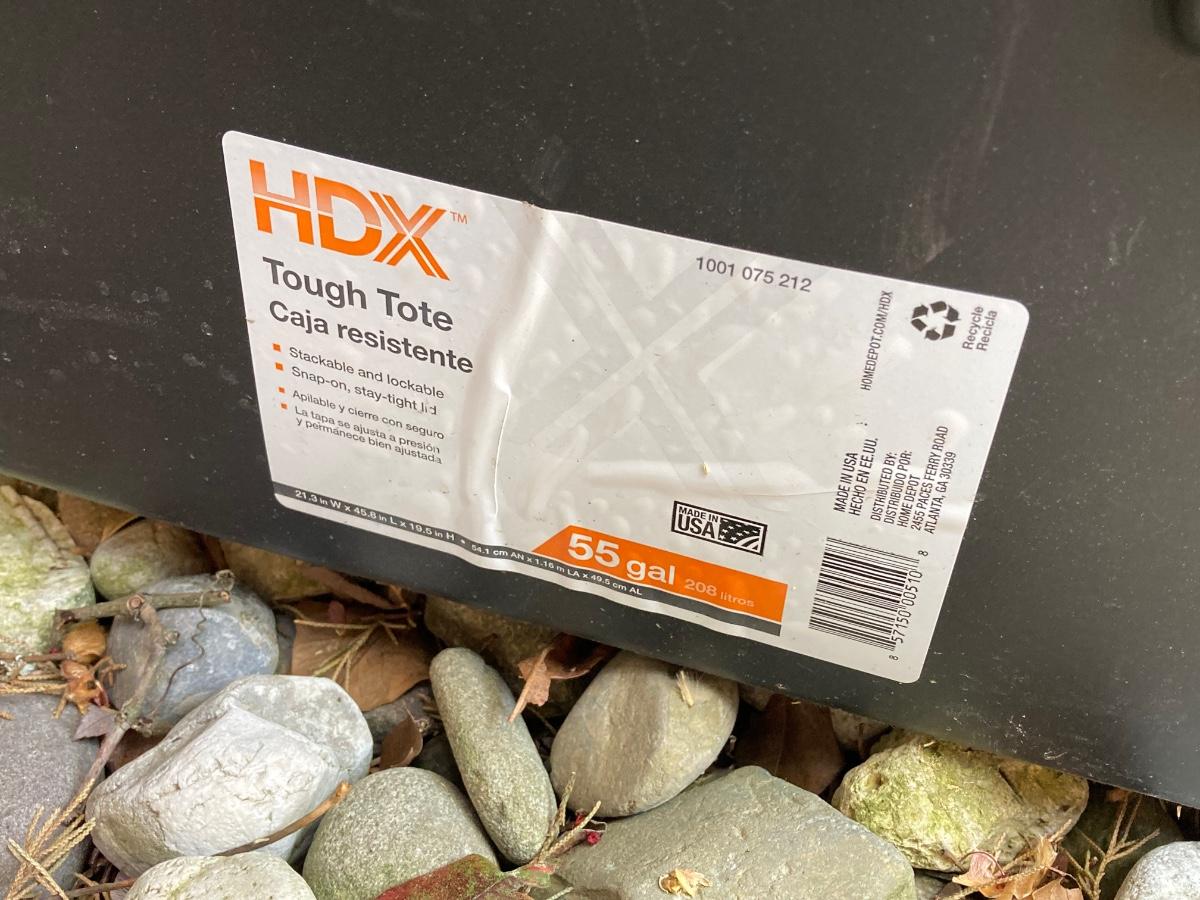 HDX™
Tough Tote
Caja resistente
Stackable and lockable
Snap-on, stay-tight lid
Apilable y cierre con seguro
La tapa se ajusta a presión
y permanece bien ajustada
21.3 in W x 45.8 in L x 19.5 in H • 54.1 cm AN x 1.16 m LA x 49.5 cm AL
55 gal 208 litros
MADE IN
USA
1001 075 212
HOMEDEPOT.COM/HDX
Recycle
Recicla
MADE IN USA
HECHO EN EE.UU.
DISTRIBUTED BY:
DISTRIBUIDO POR:
HOME DEPOT
2455 PACES FERRY ROAD
ATLANTA, GA 30339
8 57150 00510 8